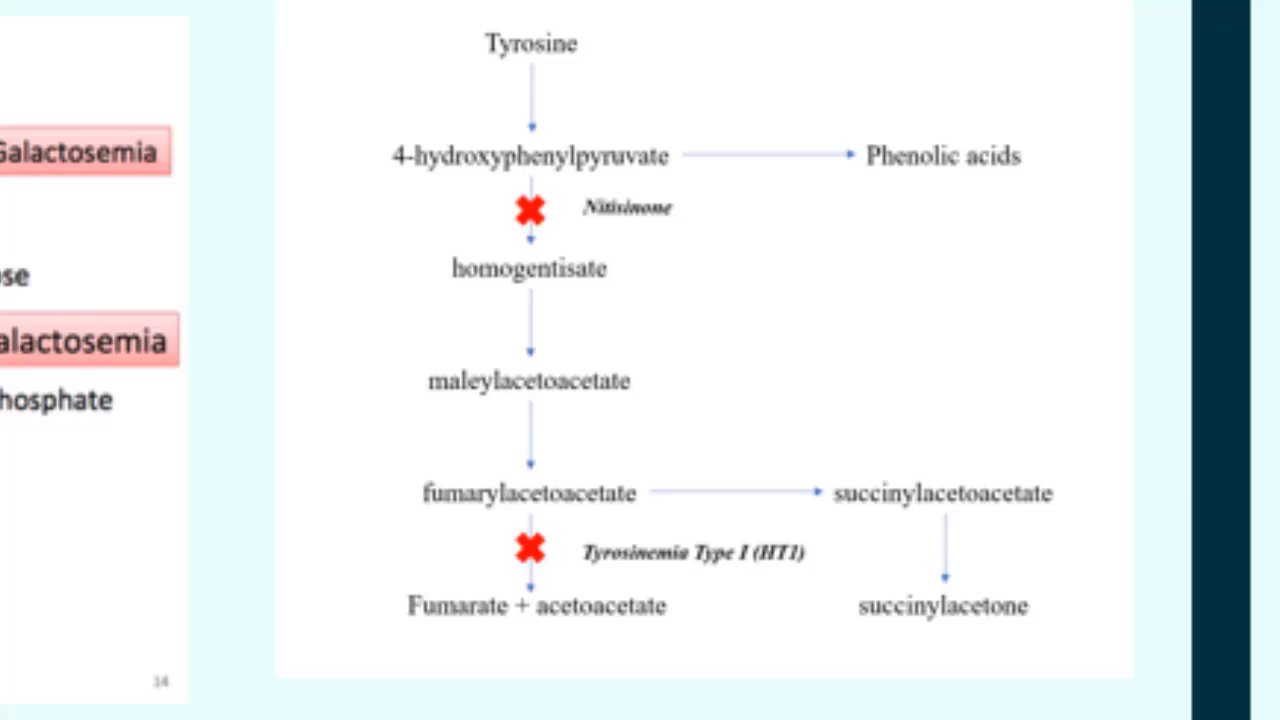 Galactosemia
ose
alactosemia
hosphate
14
Tyrosine
4-hydroxyphenylpyruvate
Phenolic acids
Nitisinone
homogentisate
maleylacetoacetate
fumarylacetoacetate
succinylacetoacetate
Tyrosinemia Type I (HT1)
Fumarate + acetoacetate
succinylacetone